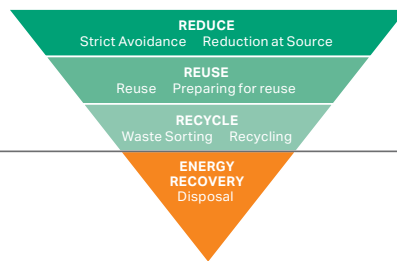 REDUCE
Strict Avoidance Reduction at Source
REUSE
Reuse Preparing for reuse
RECYCLE
Waste Sorting Recycling
ENERGY
RECOVERY
Disposal